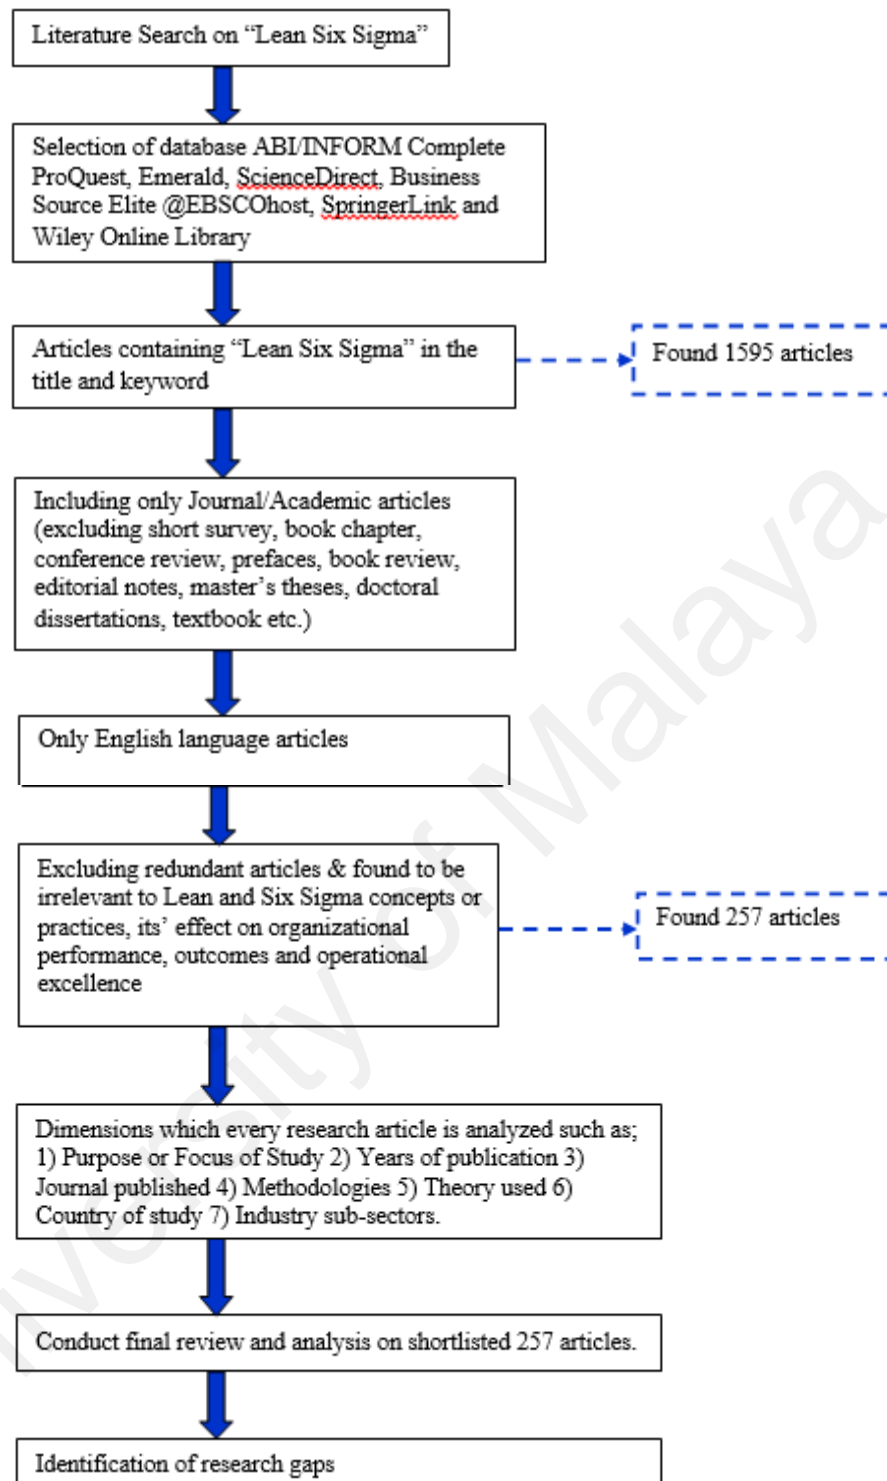 Literature Search on “Lean Six Sigma”
Selection of database ABI/INFORM Complete
ProQuest, Emerald, ScienceDirect, Business
Source Elite @EBSCOhost, SpringerLink and
Wiley Online Library
Articles containing “Lean Six Sigma” in the
title and keyword
Found 1595 articles
Including only Journal/Academic articles
(excluding short survey, book chapter,
conference review, prefaces, book review,
editorial notes, master’s theses, doctoral
dissertations, textbook etc.)
Only English language articles
Excluding redundant articles & found to be
irrelevant to Lean and Six Sigma concepts or
practices, its’ effect on organizational
performance, outcomes and operational
excellence
Found 257 articles
Dimensions which every research article is analyzed such as;
1) Purpose or Focus of Study 2) Years of publication 3)
Journal published 4) Methodologies 5) Theory used 6)
Country of study 7) Industry sub-sectors.
Conduct final review and analysis on shortlisted 257 articles.
Identification of research gaps
iversity of Malaya